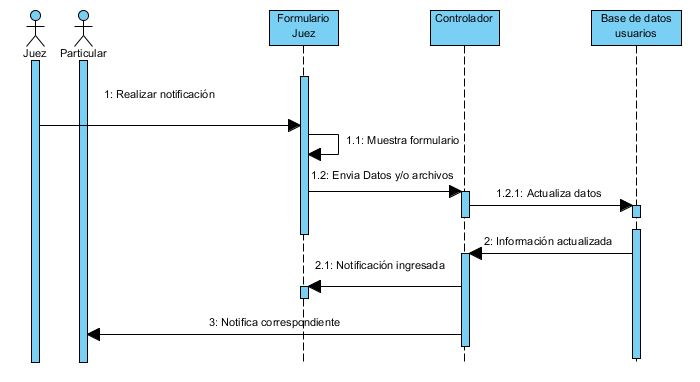 Formulario
Juez
Controlador
Base de datos
usuarios
Juez
Particular
1: Realizar notificación
1.1: Muestra formulario
1.2: Envia Datos y/o archivos
1.2.1: Actualiza datos
2: Información actualizada
2.1: Notificación ingresada
3: Notifica correspondiente